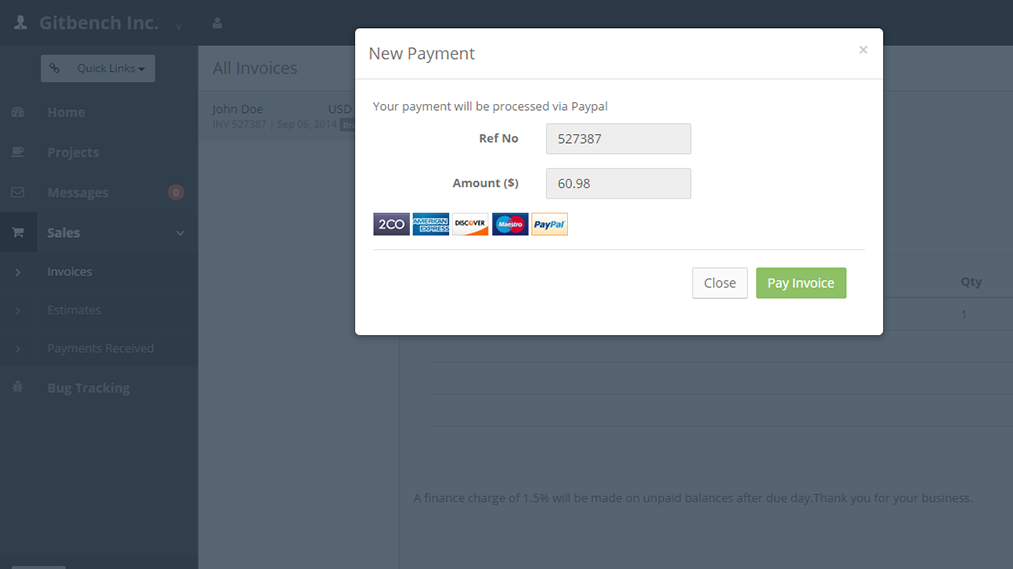 Gitbench Inc.
Quick Links
Home
Projects
Messages 0
Sales
Invoices
Estimates
Payments Received
Bug Tracking
All Invoices
John Doe USD
INV 527387 | Sep 06, 2014
New Payment ×
Your payment will be processed via Paypal
Ref No 527387
Amount ($) 60.98
2CO AMERICAN EXPRESS DISCOVER Maestro PayPal
Close Pay Invoice
Qty
1
A finance charge of 1.5% will be made on unpaid balances after due day.Thank you for your business.